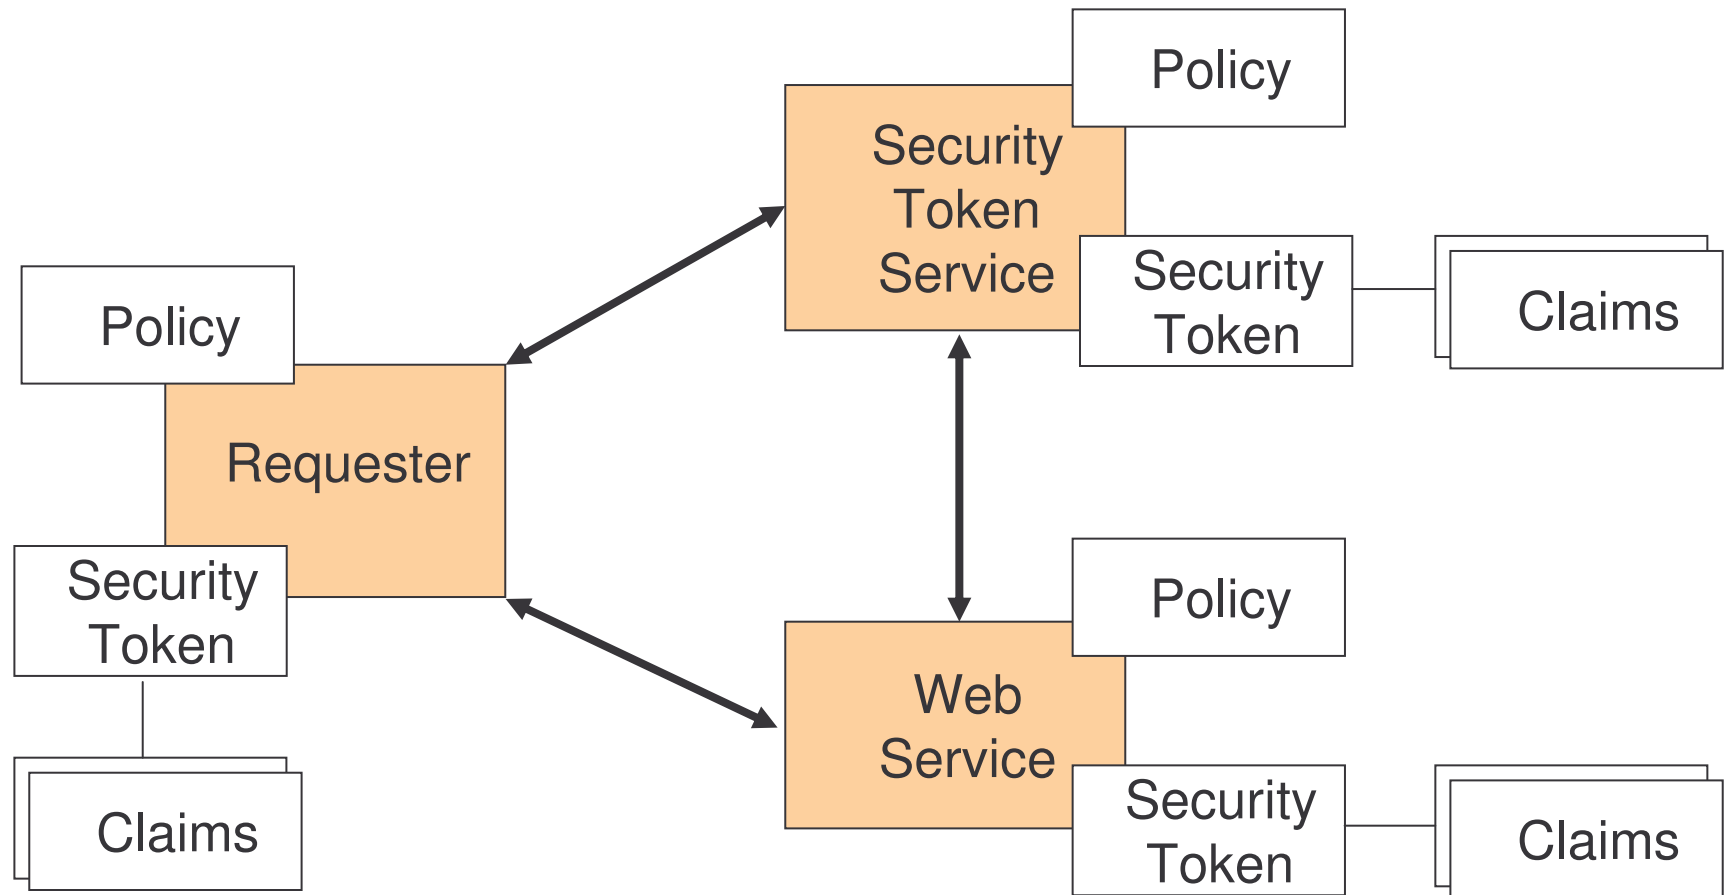 Policy
Security
Token
Service
Security
Token
Claims
Policy
Requester
Security
Token
Claims
Policy
Web
Service
Security
Token
Claims